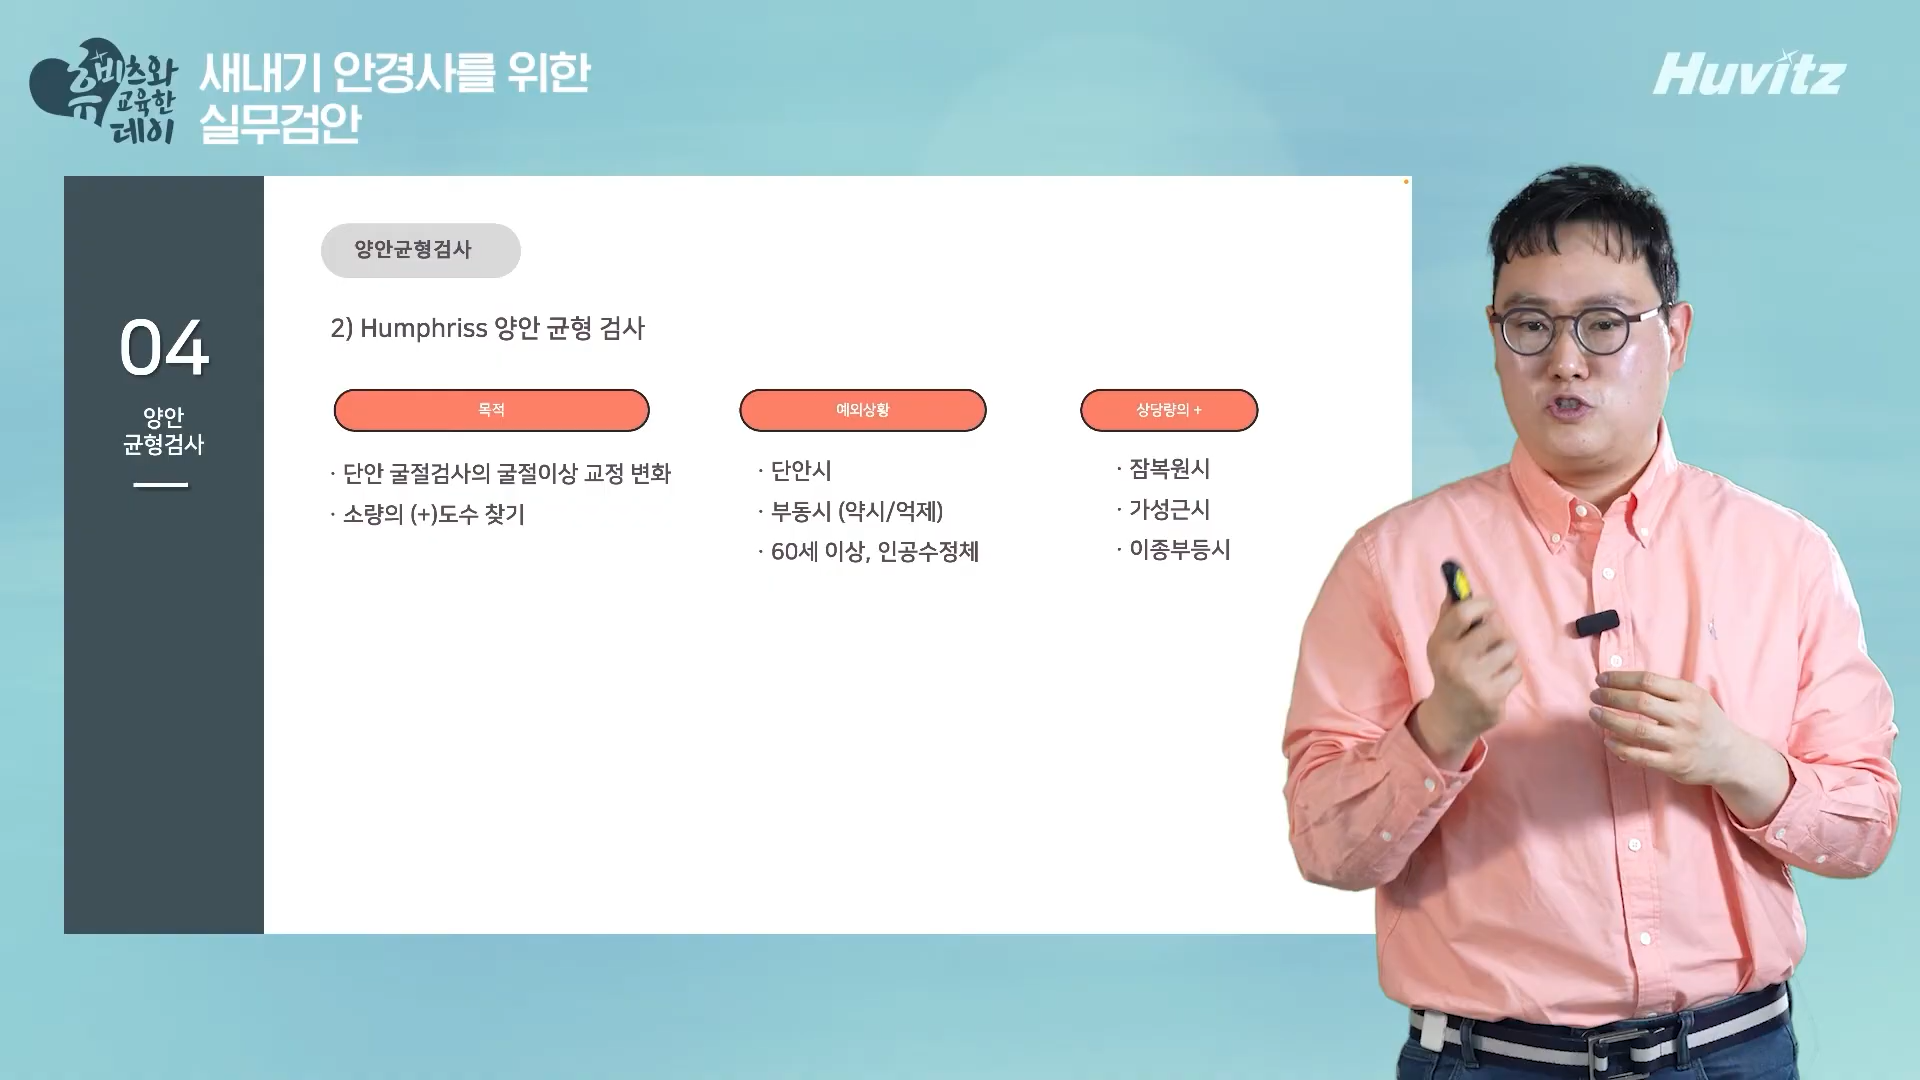 휴비츠와
교육한
데이
새내기 안경사를 위한
실무검안
Huvitz
04
양안
균형검사
양안균형검사
2) Humphriss 양안 균형 검사
목적
· 단안 굴절검사의 굴절이상 교정 변화
· 소량의 (+)도수 찾기
예외상황
· 단안시
· 부동시 (약시/억제)
· 60세 이상, 인공수정체
상당량의 +
· 잠복원시
· 가성근시
· 이종부등시